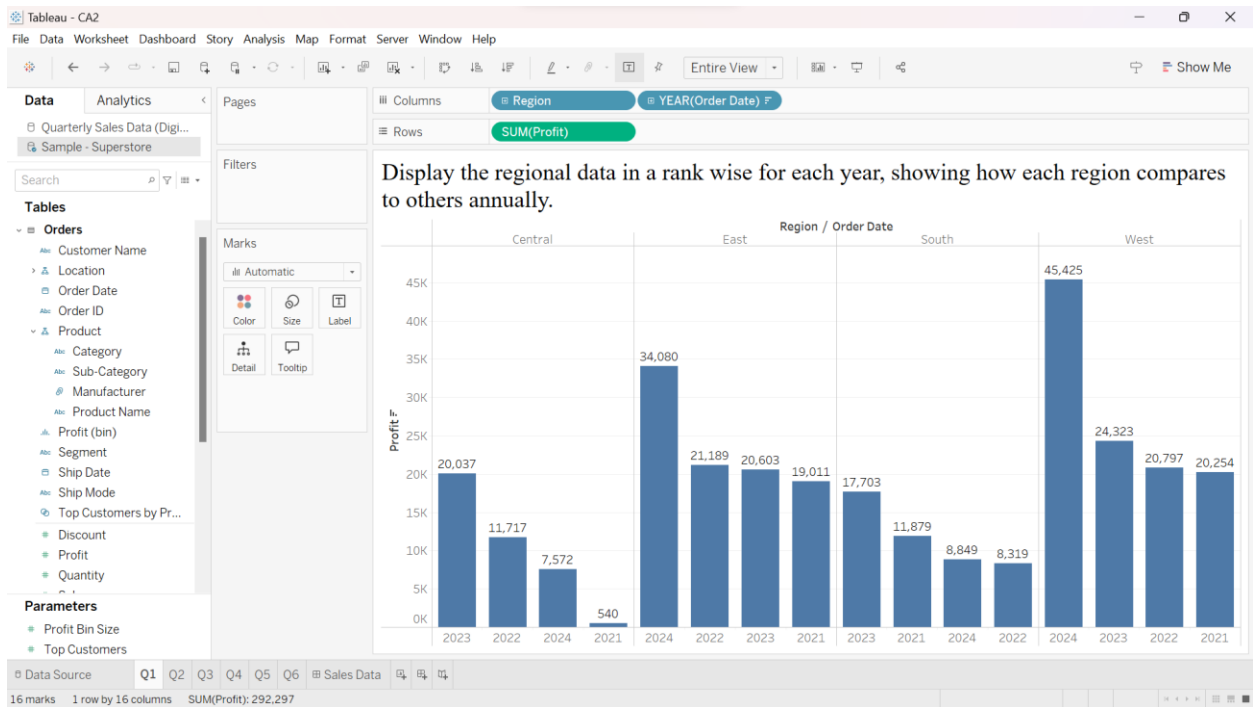 Tableau - CA2
File Data Worksheet Dashboard Story Analysis Map Format Server Window Help
Entire View
Show Me
Data Analytics
Quarterly Sales Data (Digi...
Sample - Superstore
Search
Tables
Orders
Abc Customer Name
Location
Order Date
Abc Order ID
Product
Abc Category
Abc Sub-Category
Manufacturer
Abc Product Name
Profit (bin)
Abc Segment
Ship Date
Abc Ship Mode
Top Customers by Pr...
# Discount
# Profit
# Quantity
Parameters
# Profit Bin Size
# Top Customers
Pages
Filters
Marks
Automatic
Color Size Label
Detail Tooltip
Columns Region YEAR(Order Date)
Rows SUM(Profit)
Display the regional data in a rank wise for each year, showing how each region compares
to others annually.
Region / Order Date
Central East South West
Profit
45K
40K
35K
30K
25K
20K
15K
10K
5K
0K
20,037 11,717 7,572 540 34,080 21,189 20,603 19,011 17,703 11,879 8,849 8,319 45,425 24,323 20,797 20,254
2023 2022 2024 2021 2024 2022 2023 2021 2023 2021 2024 2022 2024 2023 2022 2021
Data Source Q1 Q2 Q3 Q4 Q5 Q6 Sales Data
16 marks 1 row by 16 columns SUM(Profit): 292,297